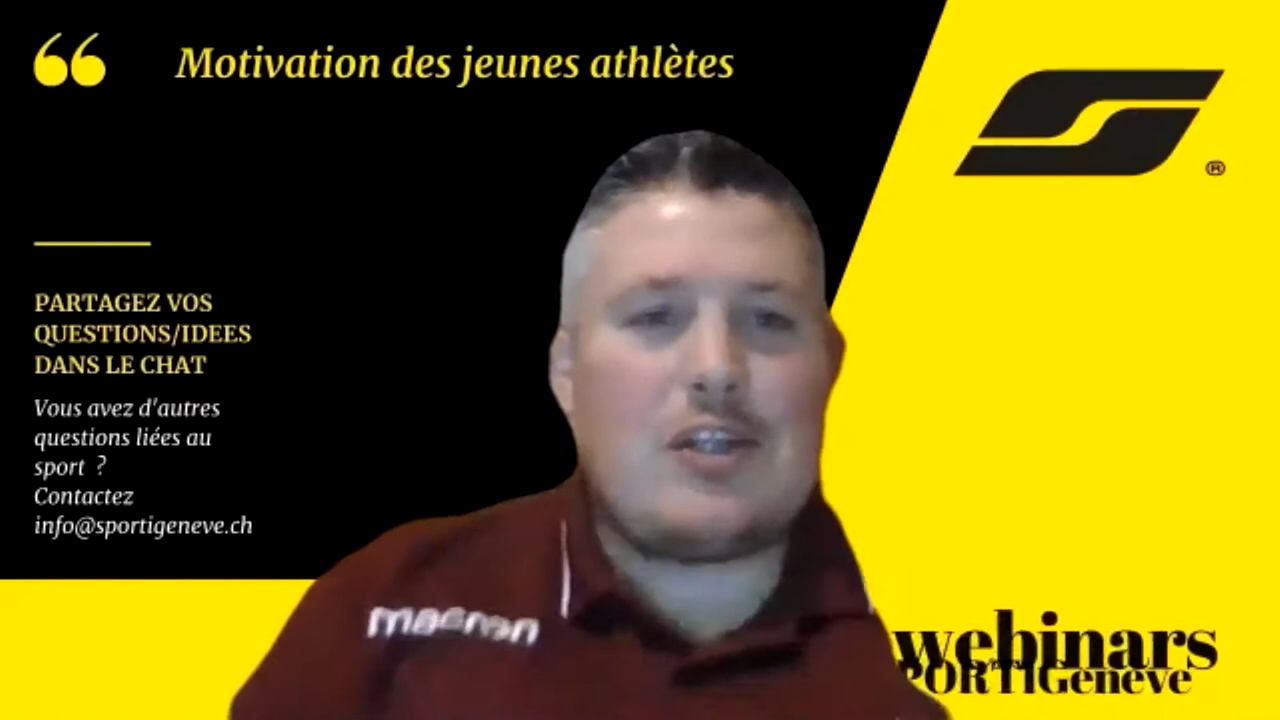 Motivation des jeunes athlètes
PARTAGEZ VOS
QUESTIONS/IDEES
DANS LE CHAT
Vous avez d'autres
questions liées au
sport ?
Contactez
info@sportigeneve.ch
macron
webinars
PORTIGenève
®